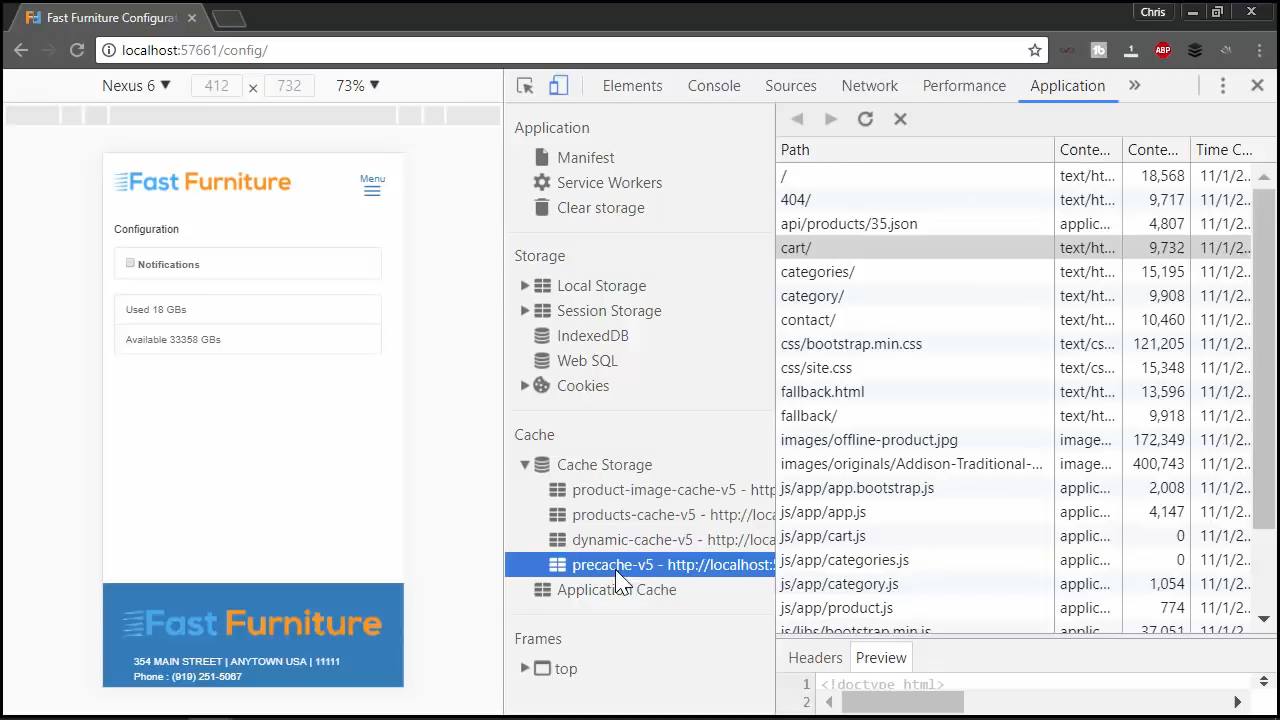 Fast Furniture Configurat
Chris
localhost:57661/config/
Nexus 6 ▼ 412 × 732 73% ▼
Elements Console Sources Network Performance Application »
Fast Furniture
Menu
Configuration
Notifications
Used 18 GBs
Available 33358 GBs
Fast Furniture
354 MAIN STREET | ANYTOWN USA | 11111
Phone : (919) 251-5067
Application
Manifest
Service Workers
Clear storage
Storage
Local Storage
Session Storage
IndexedDB
Web SQL
Cookies
Cache
Cache Storage
product-image-cache-v5 - http
products-cache-v5 - http://loca
dynamic-cache-v5 - http://loca
precache-v5 - http://localhost:5
Application Cache
Frames
top
Path Conte... Conte... Time C...
/ text/ht... 18,568 11/1/2..
404/ text/ht... 9,717 11/1/2..
api/products/35.json applic... 4,807 11/1/2..
cart/ text/ht... 9,732 11/1/2..
categories/ text/ht... 15,195 11/1/2..
category/ text/ht... 9,908 11/1/2..
contact/ text/ht... 10,460 11/1/2..
css/bootstrap.min.css text/cs... 121,205 11/1/2..
css/site.css text/cs... 15,348 11/1/2..
fallback.html text/ht... 13,596 11/1/2..
fallback/ text/ht... 9,918 11/1/2..
images/offline-product.jpg image... 172,349 11/1/2..
images/originals/Addison-Traditional-... image... 400,743 11/1/2..
js/app/app.bootstrap.js applic... 2,008 11/1/2..
js/app/app.js applic... 4,147 11/1/2..
js/app/cart.js applic... 0 11/1/2..
js/app/categories.js applic... 0 11/1/2..
js/app/category.js applic... 1,054 11/1/2..
js/app/product.js applic... 774 11/1/2..
js/libs/bootstrap.min.js applic... 37,051 11/1/2..
Headers Preview
1 <!doctype html>
2